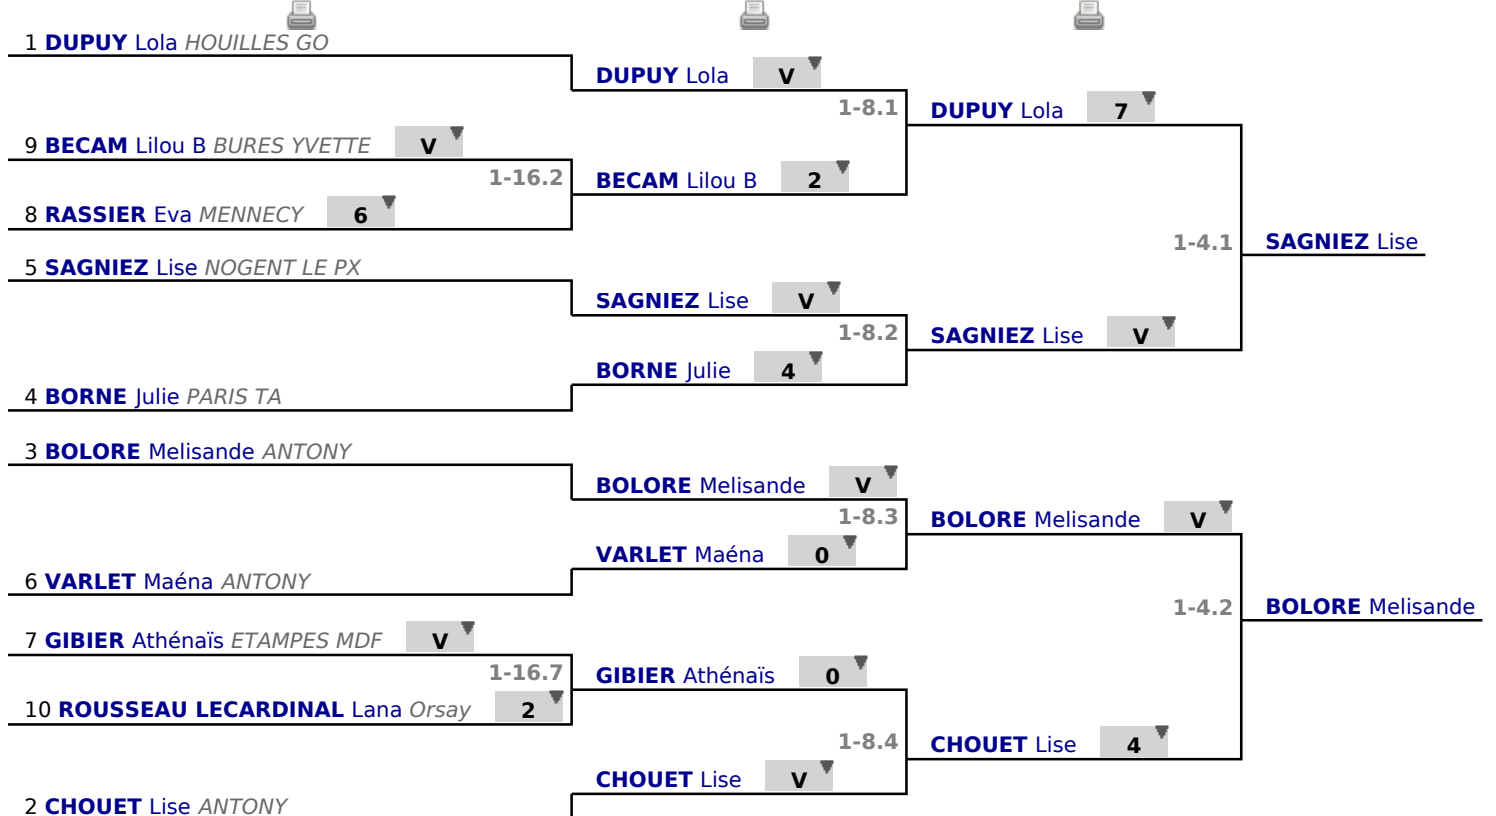 1 DUPUY Lola HOUILLES GO
DUPUY Lola V
1-8.1
DUPUY Lola 7
9 BECAM Lilou B BURES YVETTE V
1-16.2
BECAM Lilou B 2
8 RASSIER Eva MENNECY 6
1-4.1
SAGNIEZ Lise
5 SAGNIEZ Lise NOGENT LE PX
SAGNIEZ Lise V
1-8.2
SAGNIEZ Lise V
BORNE Julie 4
4 BORNE Julie PARIS TA
3 BOLORE Melisande ANTONY
BOLORE Melisande V
1-8.3
BOLORE Melisande V
VARLET Maéna 0
6 VARLET Maéna ANTONY
1-4.2
BOLORE Melisande
7 GIBIER Athénaïs ETAMPES MDF V
1-16.7
GIBIER Athénaïs 0
10 ROUSSEAU LECARDINAL Lana Orsay 2
1-8.4
CHOUET Lise 4
CHOUET Lise V
2 CHOUET Lise ANTONY